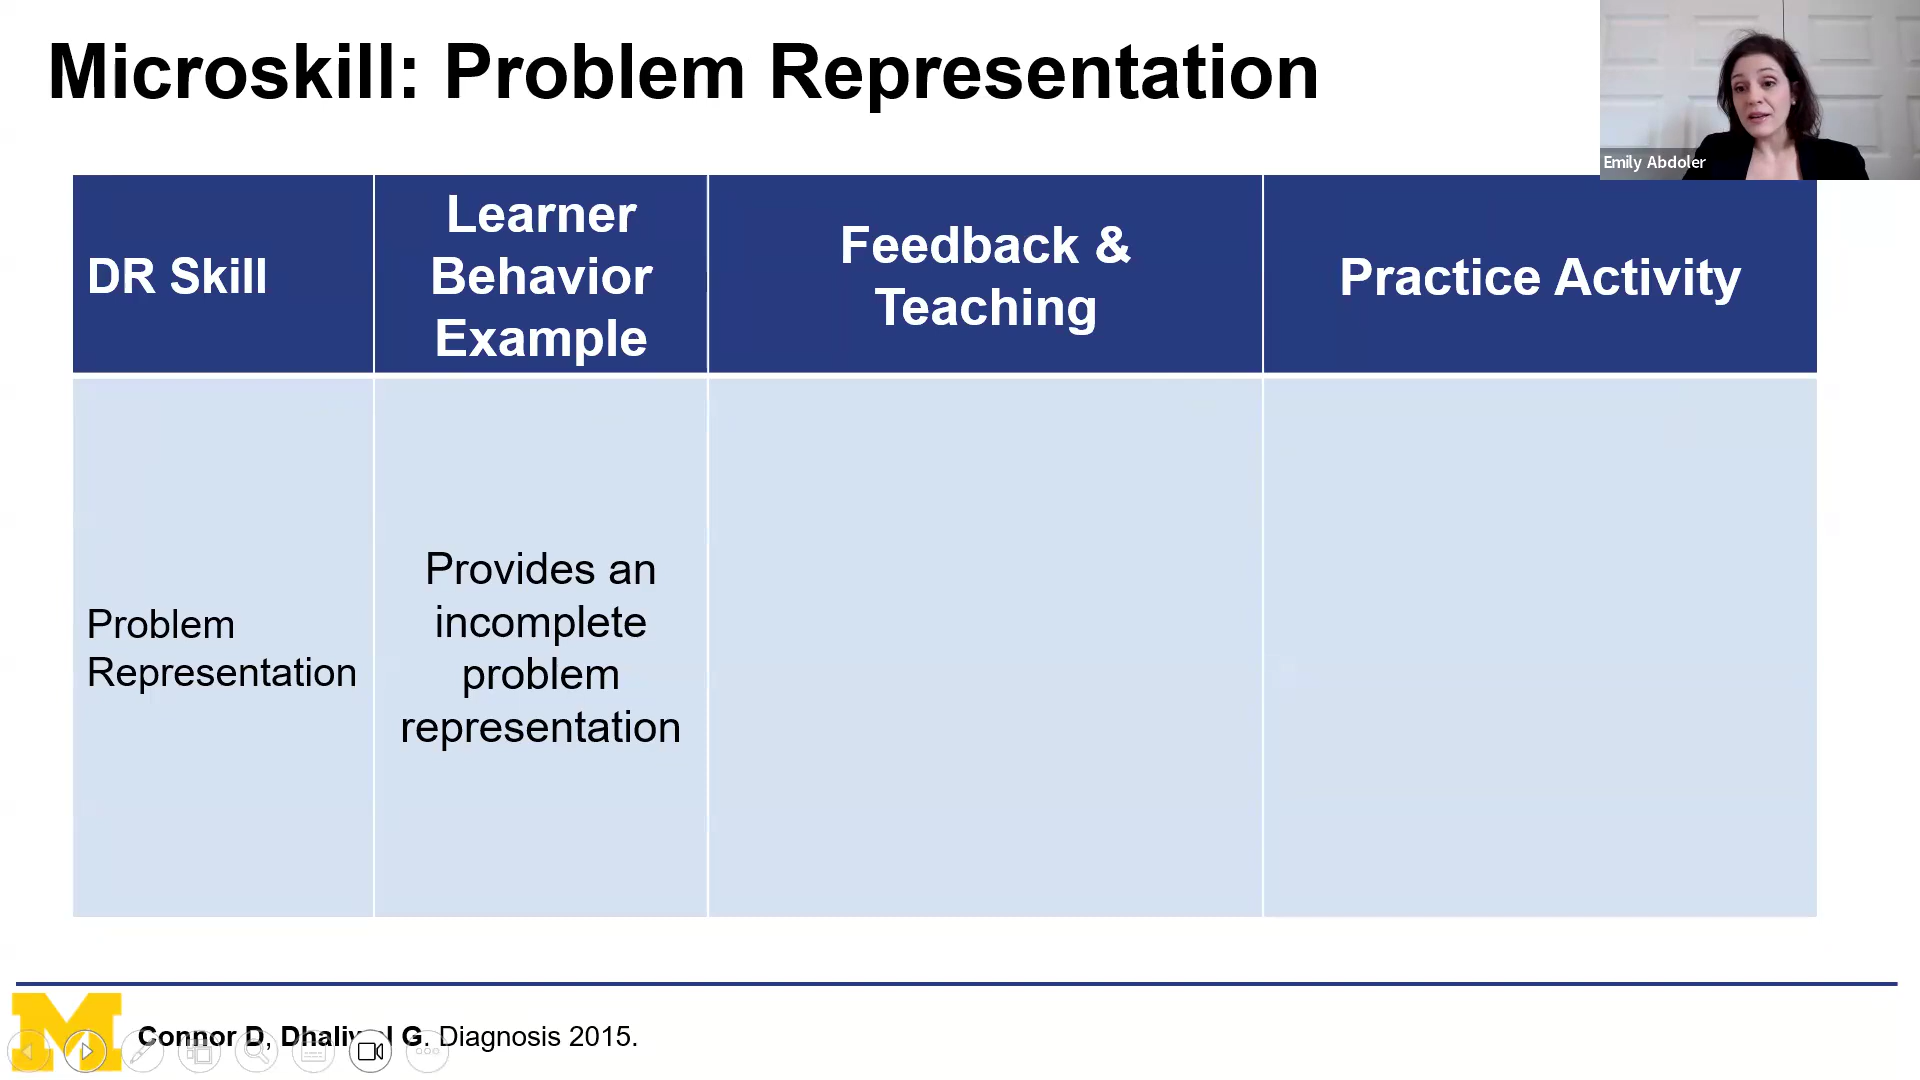 Microskill: Problem Representation
Emily Abdoler
DR Skill
Learner
Behavior
Example
Feedback &
Teaching
Practice Activity
Problem
Representation
Provides an
incomplete
problem
representation
M
Connor D, Dhaliwal G. Diagnosis 2015.